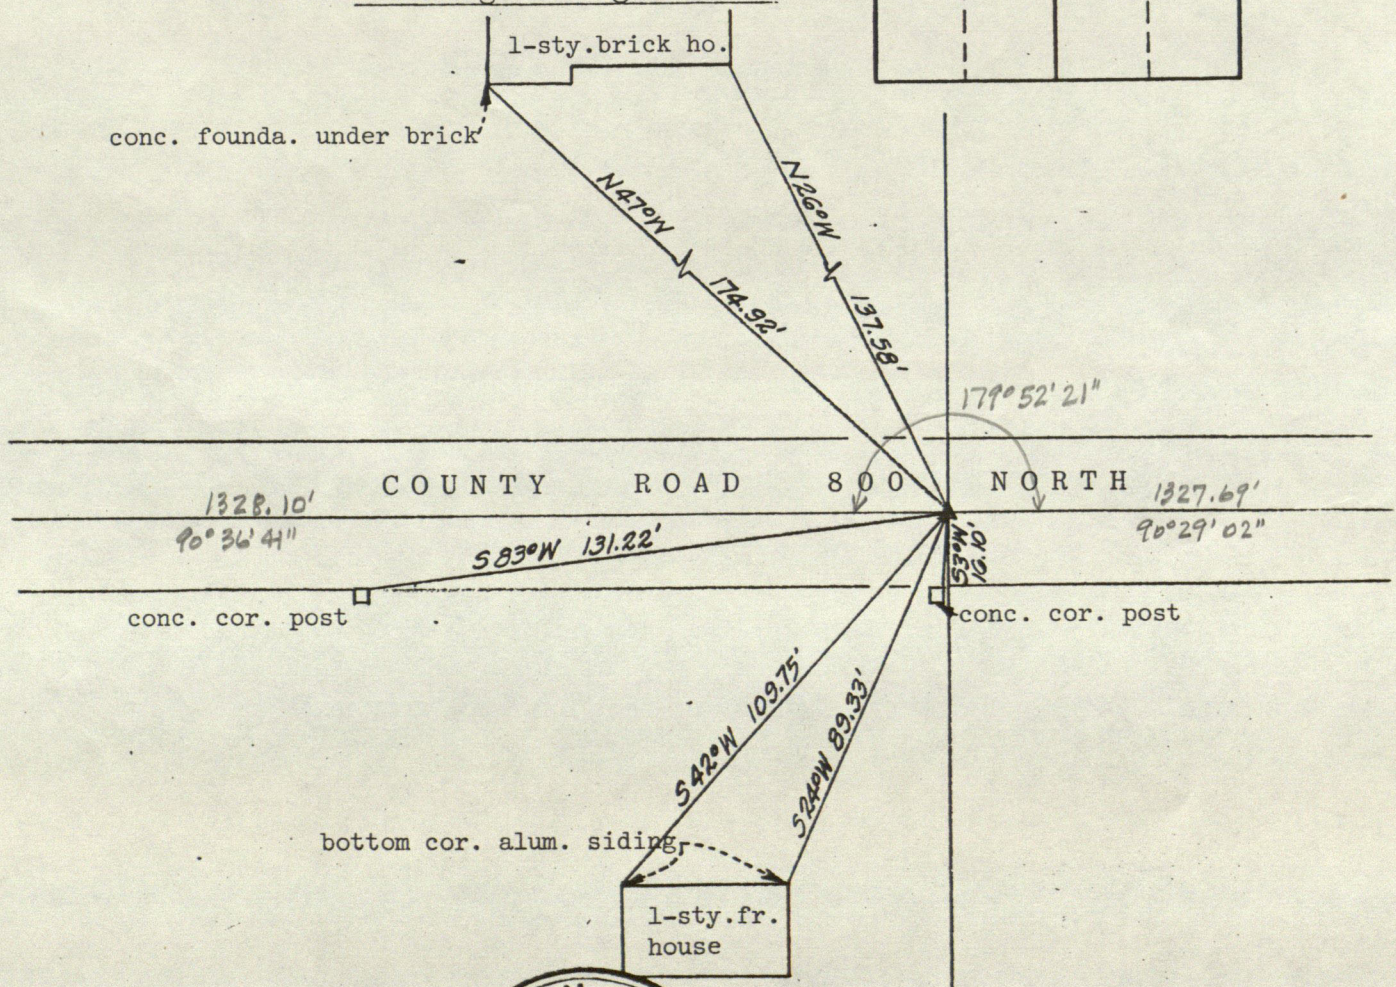 1-sty.brick ho.
conc. founda. under brick
N47°W 174.92'
N26°W 137.58'
179°52'21"
COUNTY ROAD 800 NORTH
1328.10'
90°36'41"
1327.69'
90°29'02"
S83°W 131.22'
S3°W
16.10'
conc. cor. post
conc. cor. post
S42°W 109.75'
S24°W 89.33'
bottom cor. alum. siding
1-sty.fr.
house